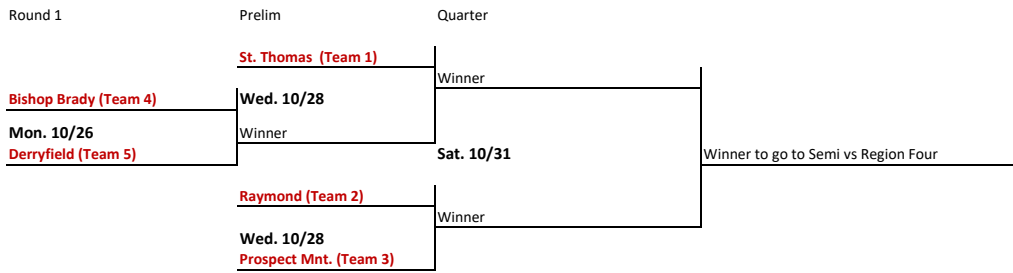 Round 1
Prelim
Quarter
St. Thomas  (Team 1)
Winner
Bishop Brady (Team 4)
Wed. 10/28
Mon. 10/26
Winner
Derryfield (Team 5)
Sat. 10/31
Winner to go to Semi vs Region Four
Raymond (Team 2)
Winner
Wed. 10/28
Prospect Mnt. (Team 3)